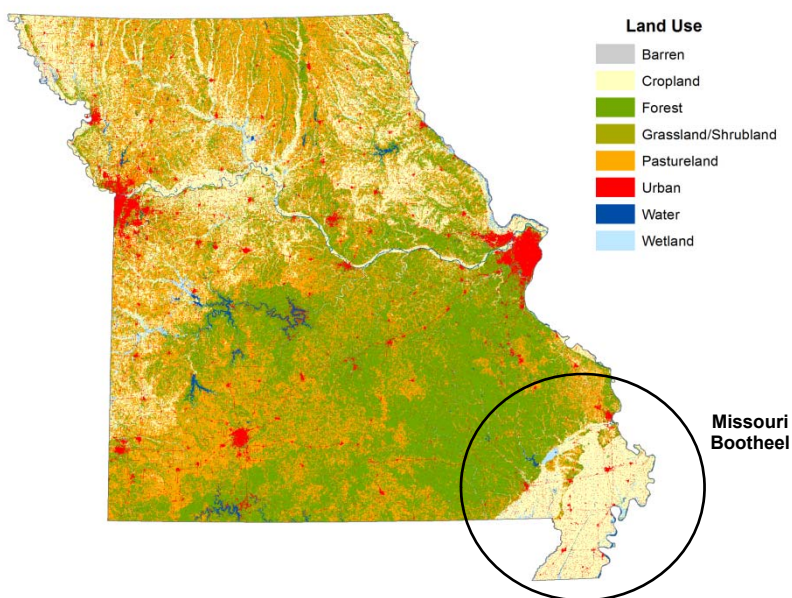 Land Use
Barren
Cropland
Forest
Grassland/Shrubland
Pastureland
Urban
Water
Wetland
Missouri
Bootheel